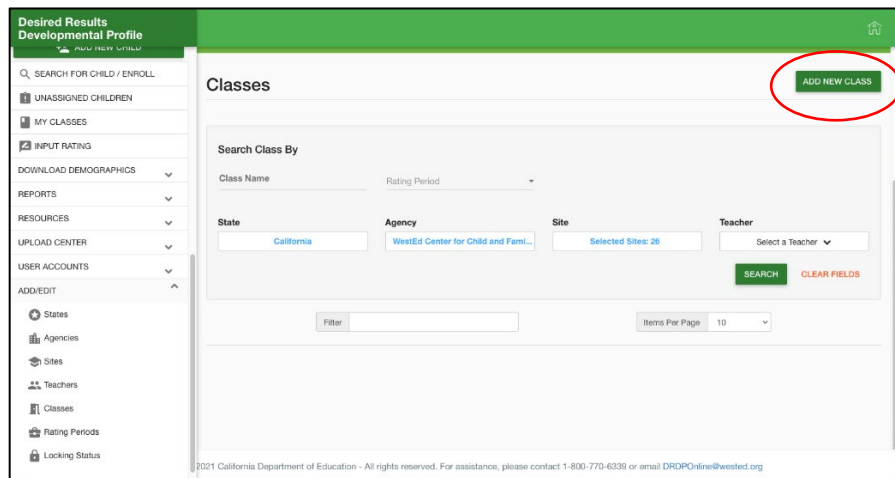 Desired Results
Developmental Profile
ADD NEW CHILD
SEARCH FOR CHILD / ENROLL
UNASSIGNED CHILDREN
MY CLASSES
INPUT RATING
DOWNLOAD DEMOGRAPHICS
REPORTS
RESOURCES
UPLOAD CENTER
USER ACCOUNTS
ADD/EDIT
States
Agencies
Sites
Teachers
Classes
Rating Periods
Locking Status
Classes
ADD NEW CLASS
Search Class By
Class Name
Rating Period
State
Agency
Site
Teacher
California
WestEd Center for Child and Fami...
Selected Sites: 26
Select a Teacher
SEARCH
CLEAR FIELDS
Filter
Items Per Page
10
2021 California Department of Education - All rights reserved. For assistance, please contact 1-800-770-6339 or email DRDPOnline@wested.org